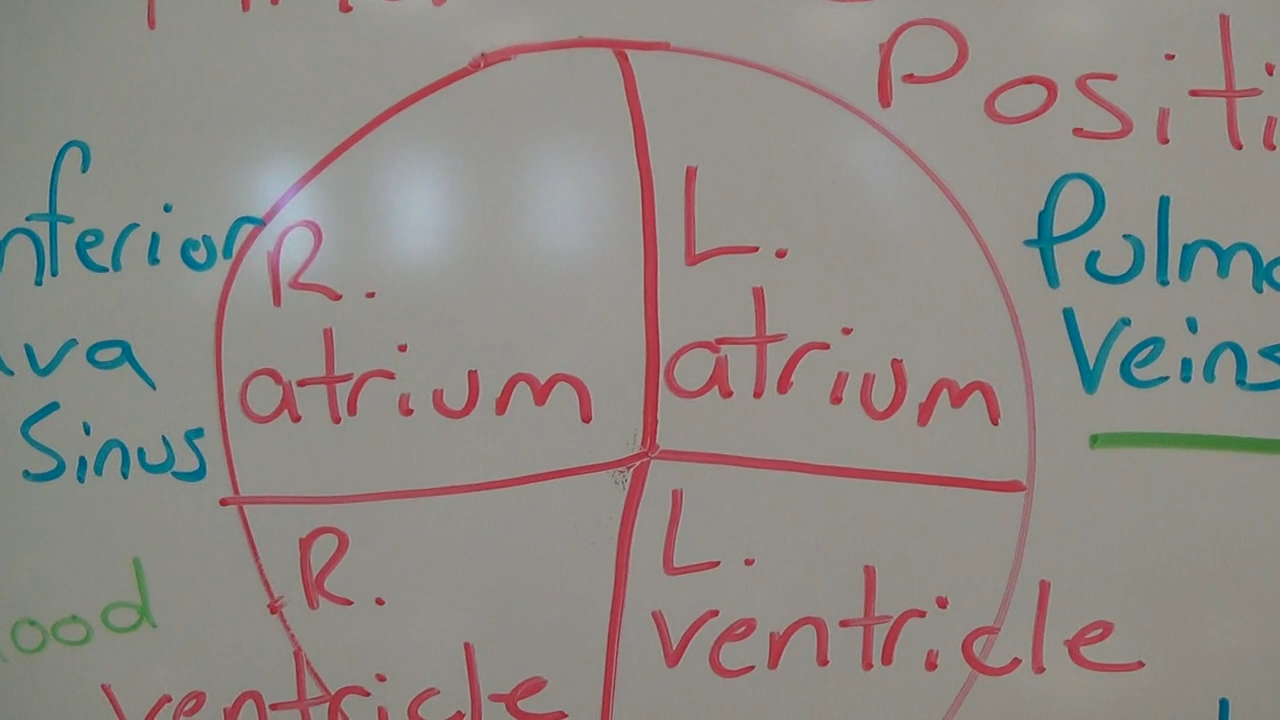 Positi
nferior
va
Sinus
R.
atrium
L.
atrium
Pulmo
Veins
ood
R.
ventricle
L.
ventricle